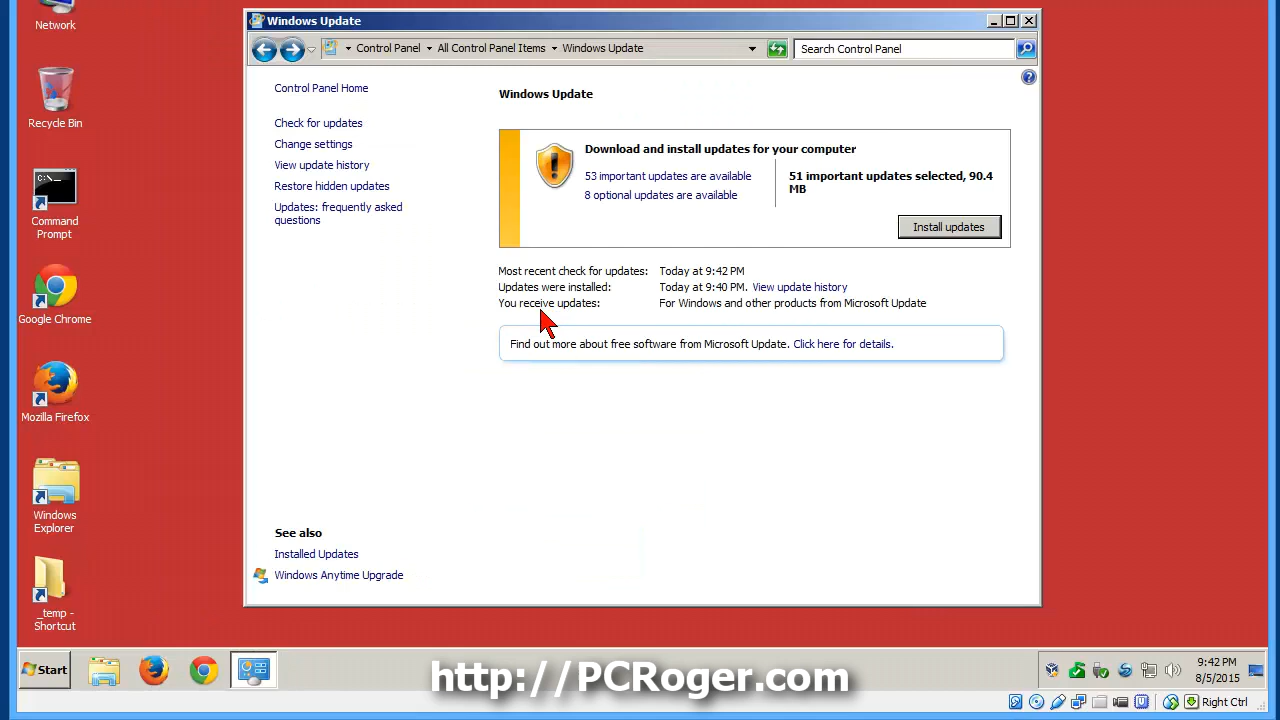 Network
Recycle Bin
C:\_
Command
Prompt
Google Chrome
Mozilla Firefox
Windows
Explorer
_temp -
Shortcut
Windows Update
Control Panel
All Control Panel Items
Windows Update
Search Control Panel
Control Panel Home
Check for updates
Change settings
View update history
Restore hidden updates
Updates: frequently asked
questions
See also
Installed Updates
Windows Anytime Upgrade
Windows Update
Download and install updates for your computer
53 important updates are available
8 optional updates are available
51 important updates selected, 90.4
MB
Install updates
Most recent check for updates: Today at 9:42 PM
Updates were installed: Today at 9:40 PM. View update history
You receive updates: For Windows and other products from Microsoft Update
Find out more about free software from Microsoft Update. Click here for details.
Start
http://PCRoger.com
9:42 PM
8/5/2015
Right Ctrl